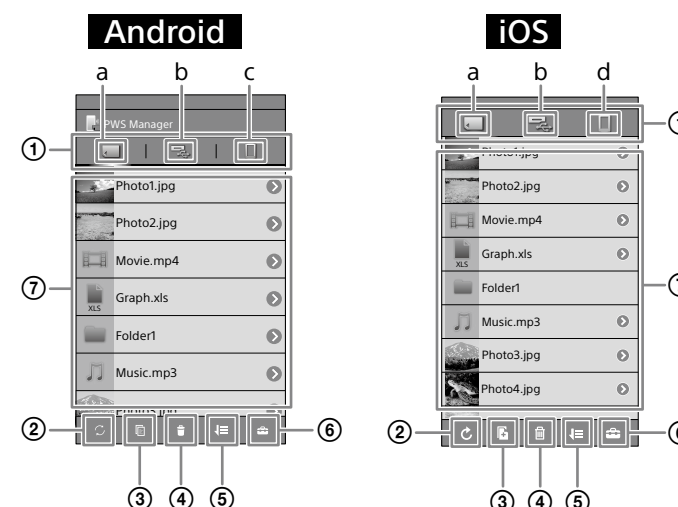 Android
a b c
PWS Manager
①
Photo1.jpg
Photo2.jpg
Movie.mp4
XLS
Graph.xls
Folder1
Music.mp3
⑦
② ⑥
③ ④ ⑤
iOS
a b d
Photo1.jpg
Photo2.jpg
Movie.mp4
XLS
Graph.xls
Folder1
Music.mp3
Photo3.jpg
Photo4.jpg
②
③ ④ ⑤